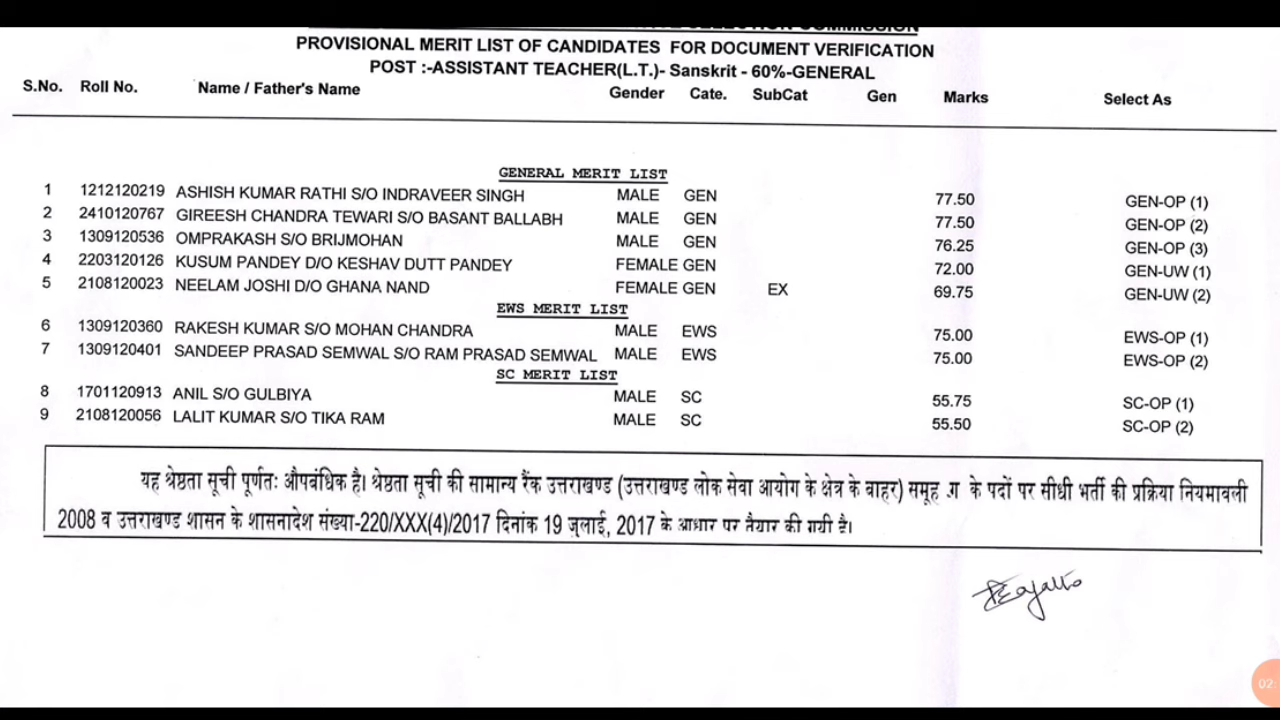 PROVISIONAL MERIT LIST OF CANDIDATES FOR DOCUMENT VERIFICATION
POST :-ASSISTANT TEACHER(L.T.)- Sanskrit - 60%-GENERAL
S.No. Roll No. Name / Father's Name Gender Cate. SubCat Gen Marks Select As
GENERAL MERIT LIST
1 1212120219 ASHISH KUMAR RATHI S/O INDRAVEER SINGH MALE GEN 77.50 GEN-OP (1)
2 2410120767 GIREESH CHANDRA TEWARI S/O BASANT BALLABH MALE GEN 77.50 GEN-OP (2)
3 1309120536 OMPRAKASH S/O BRIJMOHAN MALE GEN 76.25 GEN-OP (3)
4 2203120126 KUSUM PANDEY D/O KESHAV DUTT PANDEY FEMALE GEN 72.00 GEN-UW (1)
5 2108120023 NEELAM JOSHI D/O GHANA NAND FEMALE GEN EX 69.75 GEN-UW (2)
EWS MERIT LIST
6 1309120360 RAKESH KUMAR S/O MOHAN CHANDRA MALE EWS 75.00 EWS-OP (1)
7 1309120401 SANDEEP PRASAD SEMWAL S/O RAM PRASAD SEMWAL MALE EWS 75.00 EWS-OP (2)
SC MERIT LIST
8 1701120913 ANIL S/O GULBIYA MALE SC 55.75 SC-OP (1)
9 2108120056 LALIT KUMAR S/O TIKA RAM MALE SC 55.50 SC-OP (2)
यह श्रेष्ठता सूची पूर्णतः औपबंधिक है। श्रेष्ठता सूची की सामान्य रैंक उत्तराखण्ड (उत्तराखण्ड लोक सेवा आयोग के क्षेत्र के बाहर) समूह ग के पदों पर सीधी भर्ती की प्रक्रिया नियमावली
2008 व उत्तराखण्ड शासन के शासनादेश संख्या-220/XXX(4)/2017 दिनांक 19 जुलाई, 2017 के आधार पर तैयार की गयी है।
02: